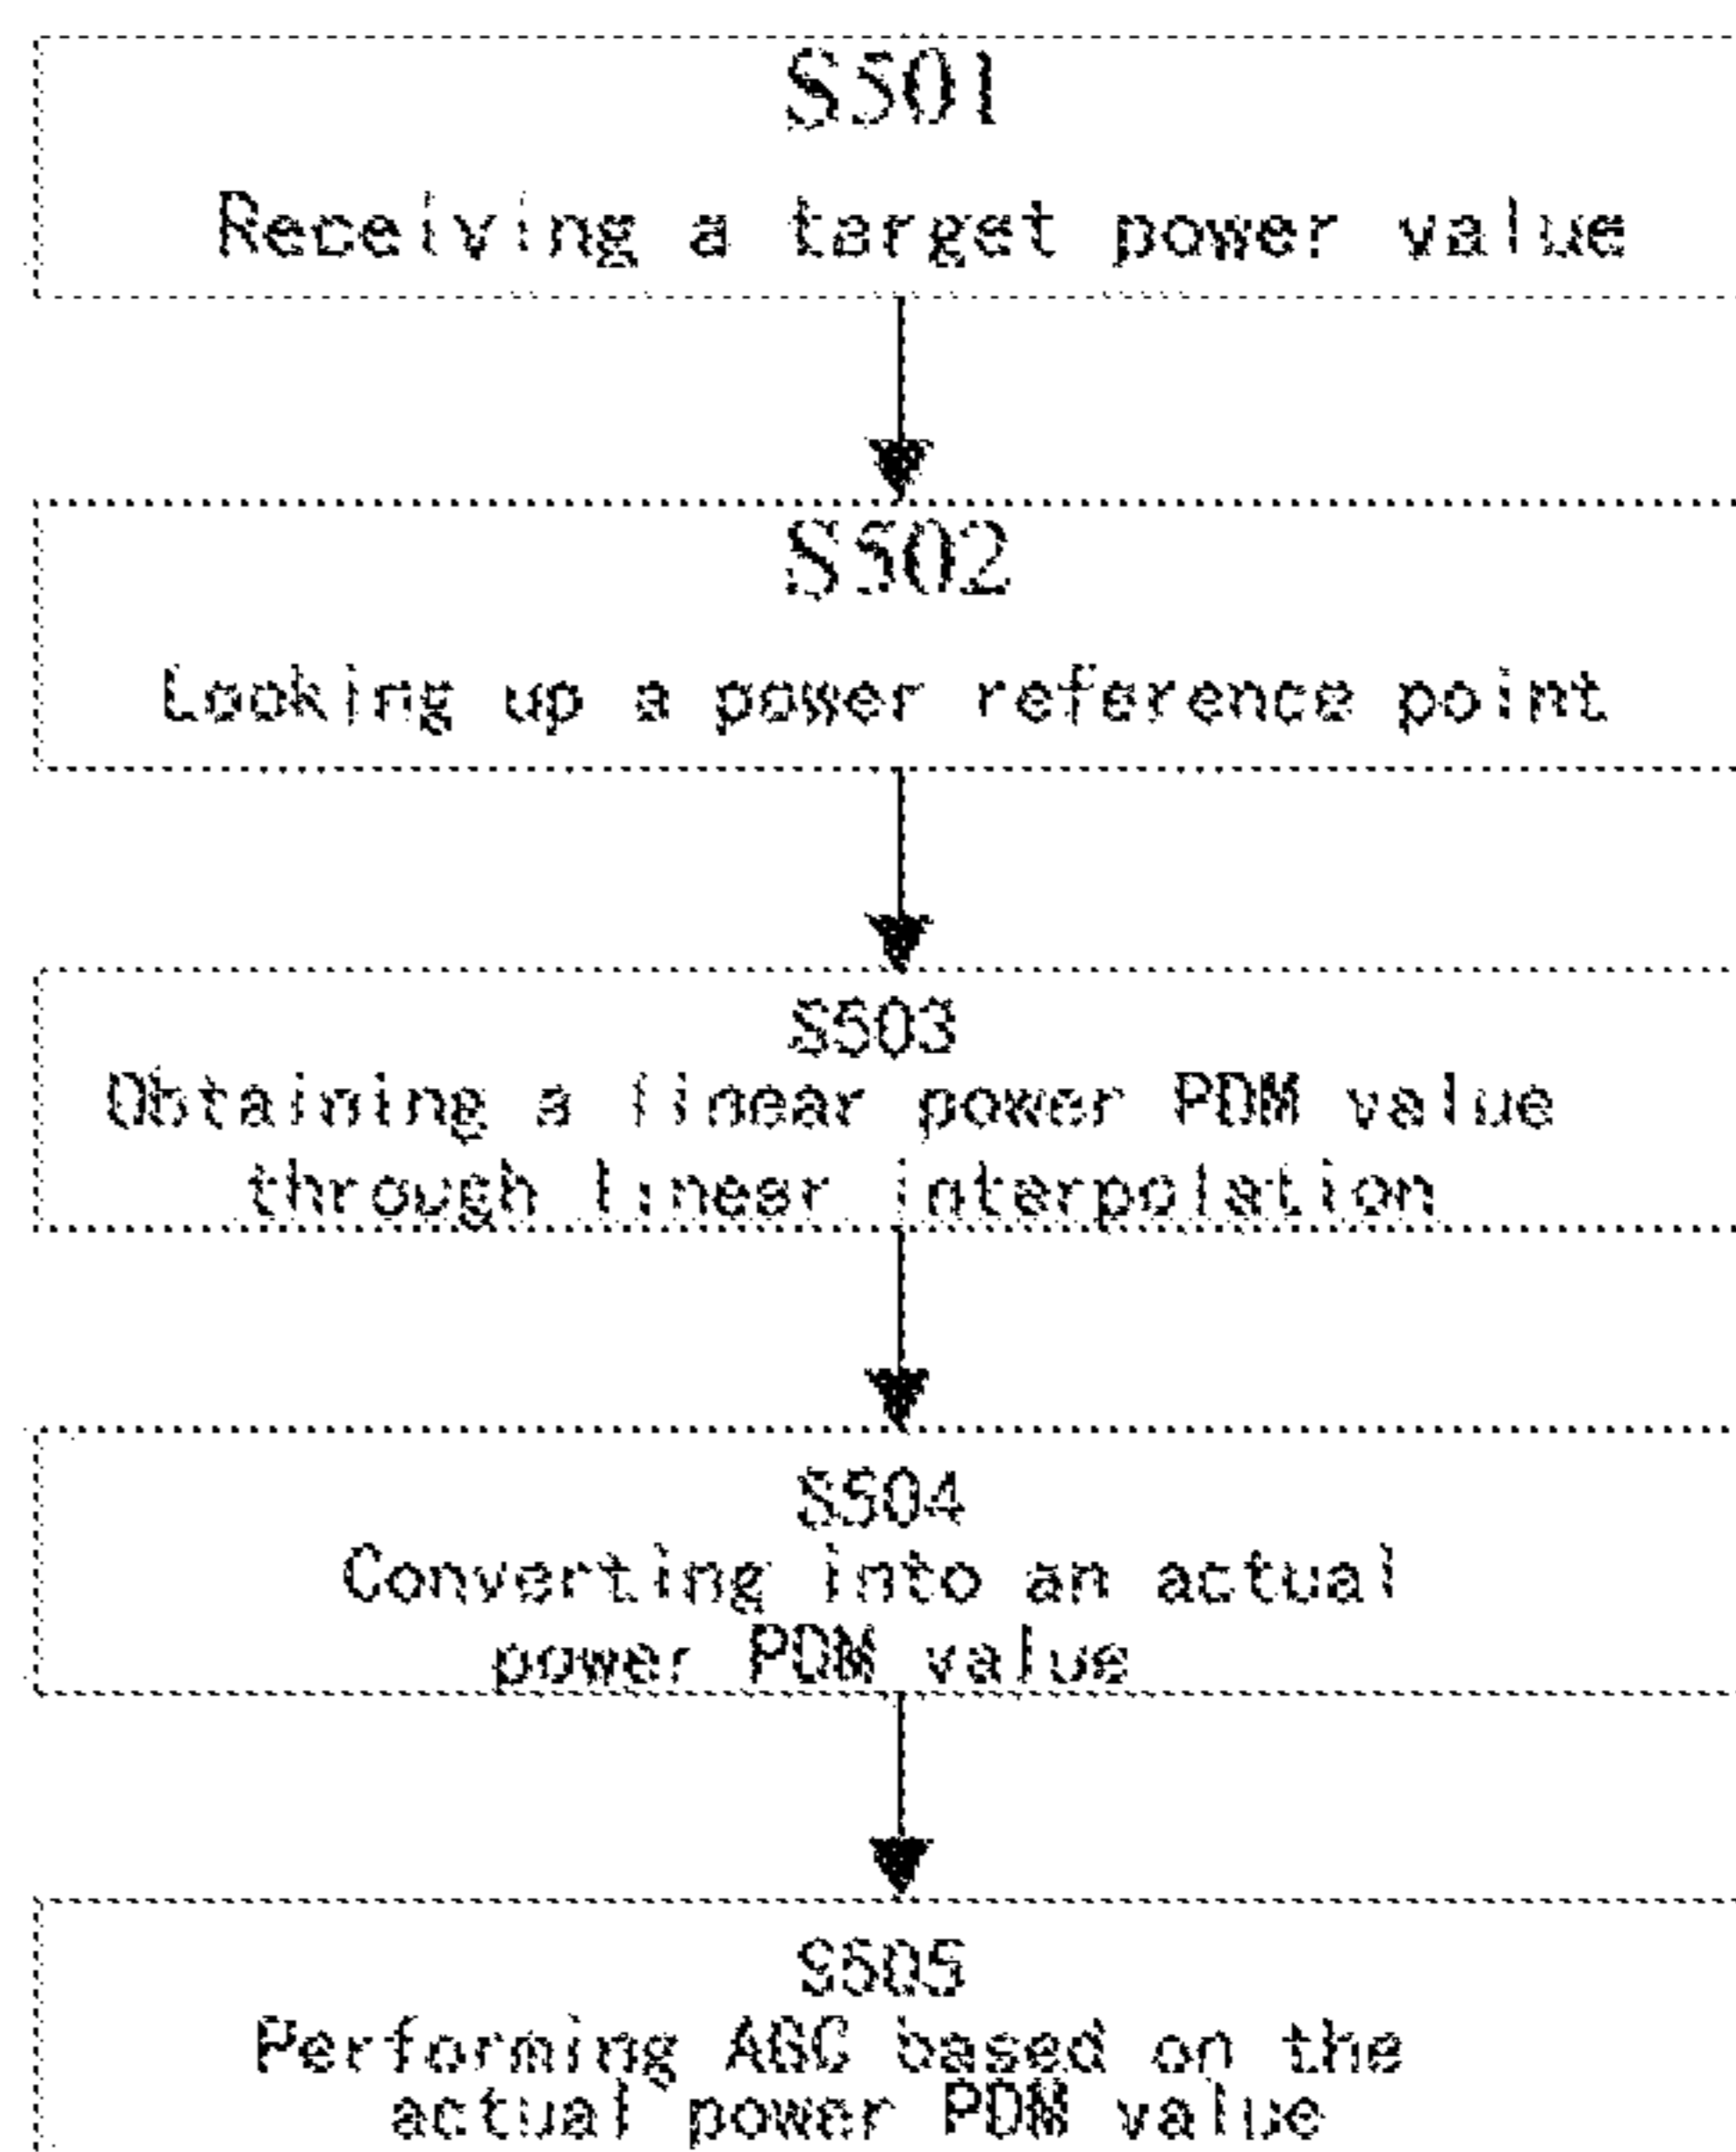 S501
Receiving a target power value
S502
Looking up a power reference point
S503
Obtaining a linear power PDM value
through linear interpolation
S504
Converting into an actual
power PDM value
S505
Performing AGC based on the
actual power PDM value